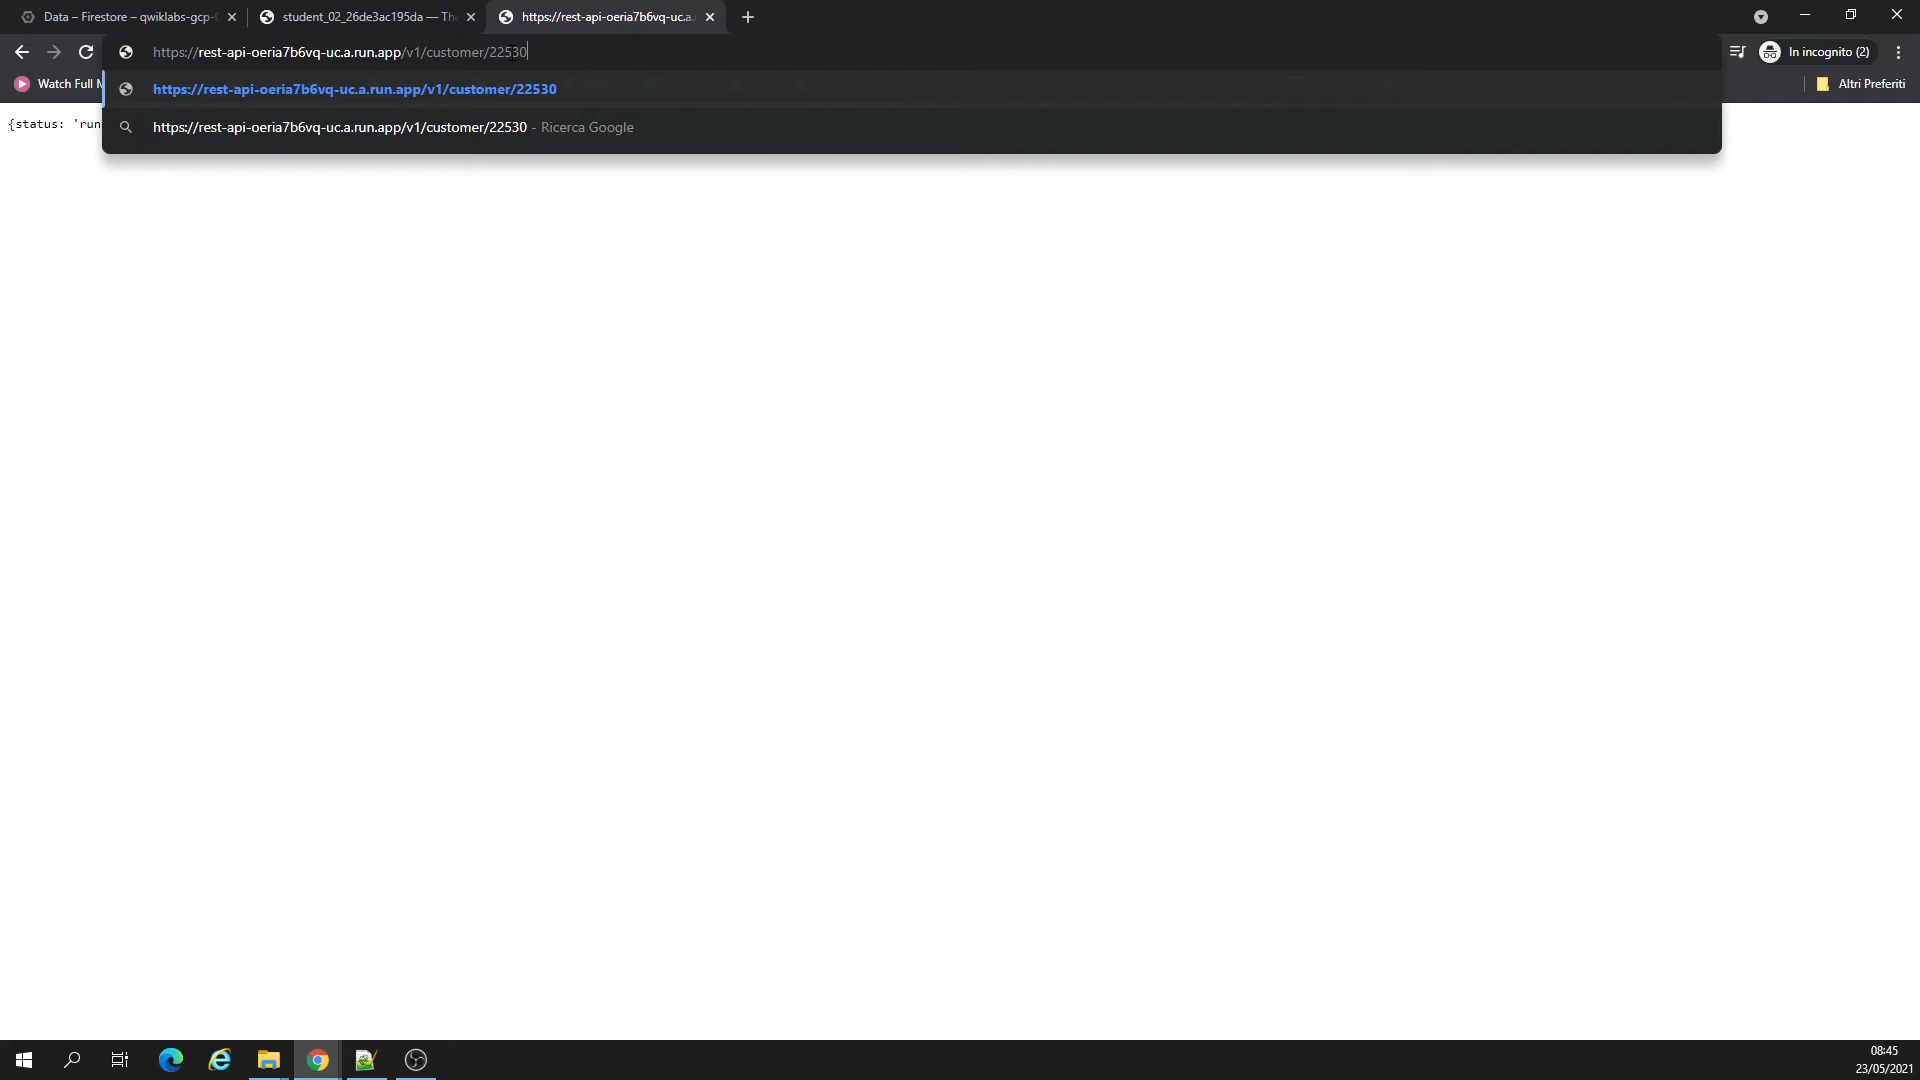 Data – Firestore – qwiklabs-gcp-
student_02_26de3ac195da — Th
https://rest-api-oeria7b6vq-uc.a.
https://rest-api-oeria7b6vq-uc.a.run.app/v1/customer/22530
In incognito (2)
Watch Full
https://rest-api-oeria7b6vq-uc.a.run.app/v1/customer/22530
Altri Preferiti
{status: 'run
https://rest-api-oeria7b6vq-uc.a.run.app/v1/customer/22530 - Ricerca Google
08:45
23/05/2021